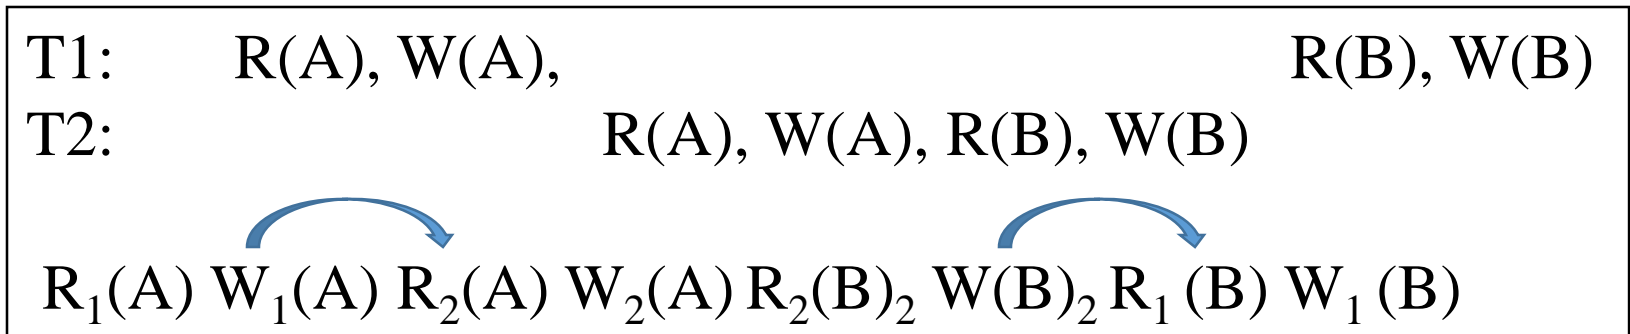 T1: R(A), W(A), R(B), W(B)
T2: R(A), W(A), R(B), W(B)
R₁(A) W₁(A) R₂(A) W₂(A) R₂(B)₂ W(B)₂ R₁ (B) W₁ (B)